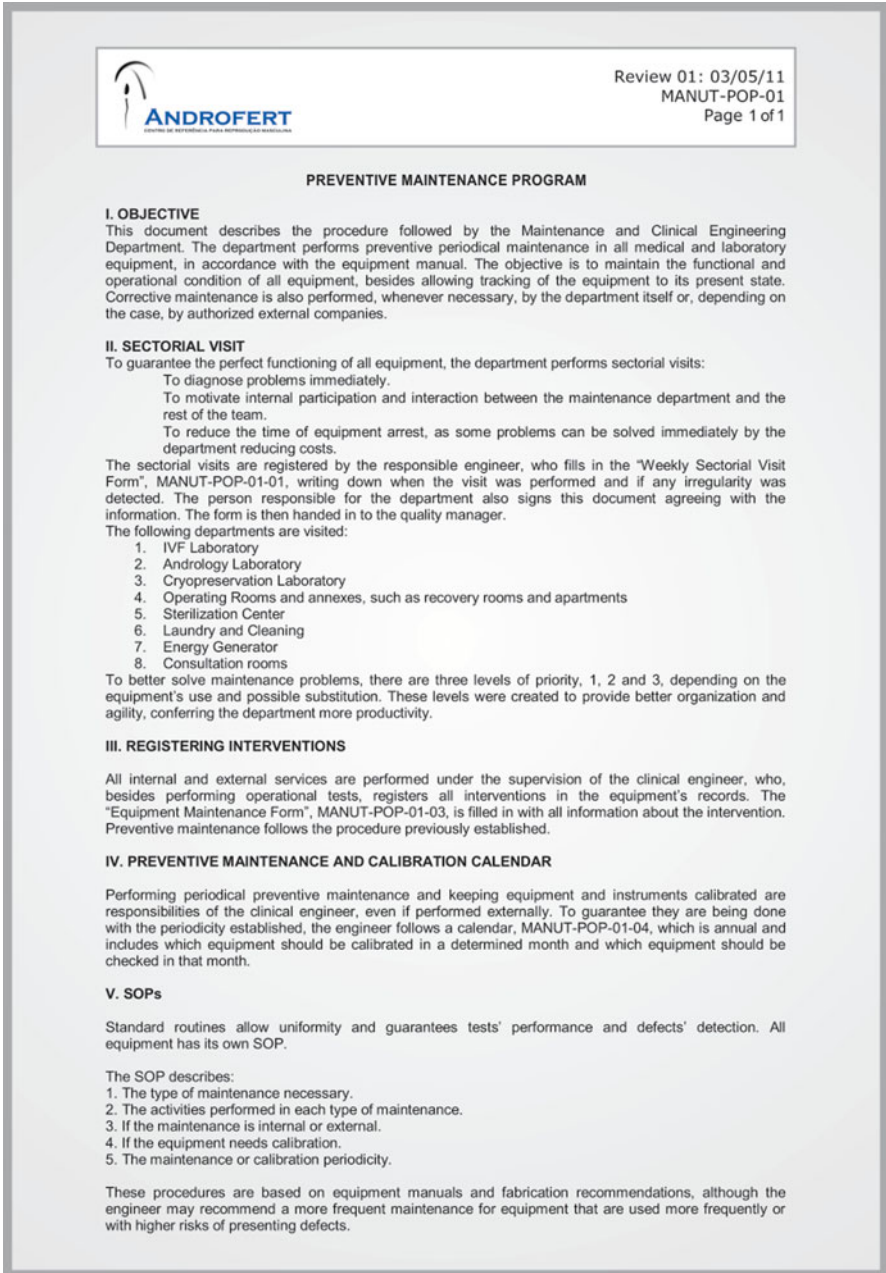 Review 01: 03/05/11
MANUT-POP-01
Page 1 of 1
ANDROFERT
CENTRO DE REFERÊNCIA PARA REPRODUÇÃO MASCULINA
PREVENTIVE MAINTENANCE PROGRAM
I. OBJECTIVE
This document describes the procedure followed by the Maintenance and Clinical Engineering
Department. The department performs preventive periodical maintenance in all medical and laboratory
equipment, in accordance with the equipment manual. The objective is to maintain the functional and
operational condition of all equipment, besides allowing tracking of the equipment to its present state.
Corrective maintenance is also performed, whenever necessary, by the department itself or, depending on
the case, by authorized external companies.
II. SECTORIAL VISIT
To guarantee the perfect functioning of all equipment, the department performs sectorial visits:
To diagnose problems immediately.
To motivate internal participation and interaction between the maintenance department and the
rest of the team.
To reduce the time of equipment arrest, as some problems can be solved immediately by the
department reducing costs.
The sectorial visits are registered by the responsible engineer, who fills in the “Weekly Sectorial Visit
Form”, MANUT-POP-01-01, writing down when the visit was performed and if any irregularity was
detected. The person responsible for the department also signs this document agreeing with the
information. The form is then handed in to the quality manager.
The following departments are visited:
1. IVF Laboratory
2. Andrology Laboratory
3. Cryopreservation Laboratory
4. Operating Rooms and annexes, such as recovery rooms and apartments
5. Sterilization Center
6. Laundry and Cleaning
7. Energy Generator
8. Consultation rooms
To better solve maintenance problems, there are three levels of priority, 1, 2 and 3, depending on the
equipment’s use and possible substitution. These levels were created to provide better organization and
agility, conferring the department more productivity.
III. REGISTERING INTERVENTIONS
All internal and external services are performed under the supervision of the clinical engineer, who,
besides performing operational tests, registers all interventions in the equipment’s records. The
“Equipment Maintenance Form”, MANUT-POP-01-03, is filled in with all information about the intervention.
Preventive maintenance follows the procedure previously established.
IV. PREVENTIVE MAINTENANCE AND CALIBRATION CALENDAR
Performing periodical preventive maintenance and keeping equipment and instruments calibrated are
responsibilities of the clinical engineer, even if performed externally. To guarantee they are being done
with the periodicity established, the engineer follows a calendar, MANUT-POP-01-04, which is annual and
includes which equipment should be calibrated in a determined month and which equipment should be
checked in that month.
V. SOPs
Standard routines allow uniformity and guarantees tests’ performance and defects’ detection. All
equipment has its own SOP.
The SOP describes:
1. The type of maintenance necessary.
2. The activities performed in each type of maintenance.
3. If the maintenance is internal or external.
4. If the equipment needs calibration.
5. The maintenance or calibration periodicity.
These procedures are based on equipment manuals and fabrication recommendations, although the
engineer may recommend a more frequent maintenance for equipment that are used more frequently or
with higher risks of presenting defects.